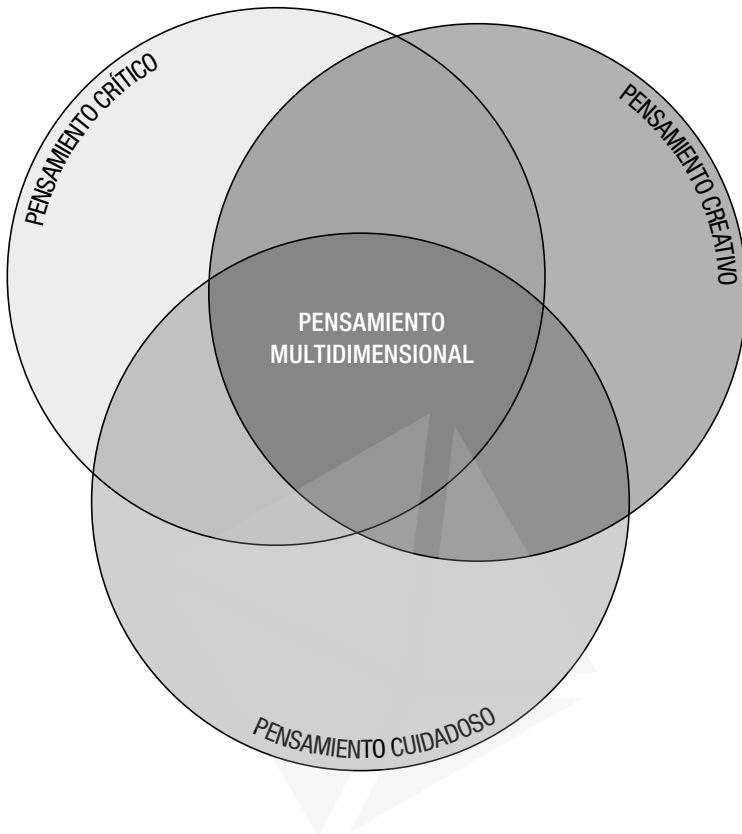 PENSAMIENTO CRÍTICO
PENSAMIENTO CREATIVO
PENSAMIENTO
MULTIDIMENSIONAL
PENSAMIENTO CUIDADOSO